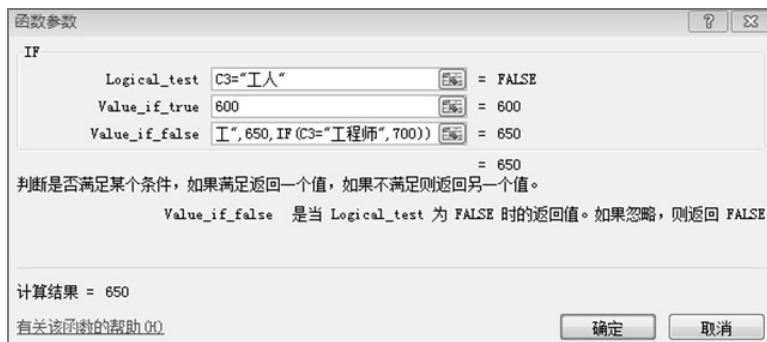 函数参数
IF
Logical_test C3="工人" = FALSE
Value_if_true 600 = 600
Value_if_false 工",650,IF(C3="工程师",700)) = 650
= 650
判断是否满足某个条件，如果满足返回一个值，如果不满足则返回另一个值。
Value_if_false 是当 Logical_test 为 FALSE 时的返回值。如果忽略，则返回 FALSE
计算结果 = 650
有关该函数的帮助(H)
确定 取消